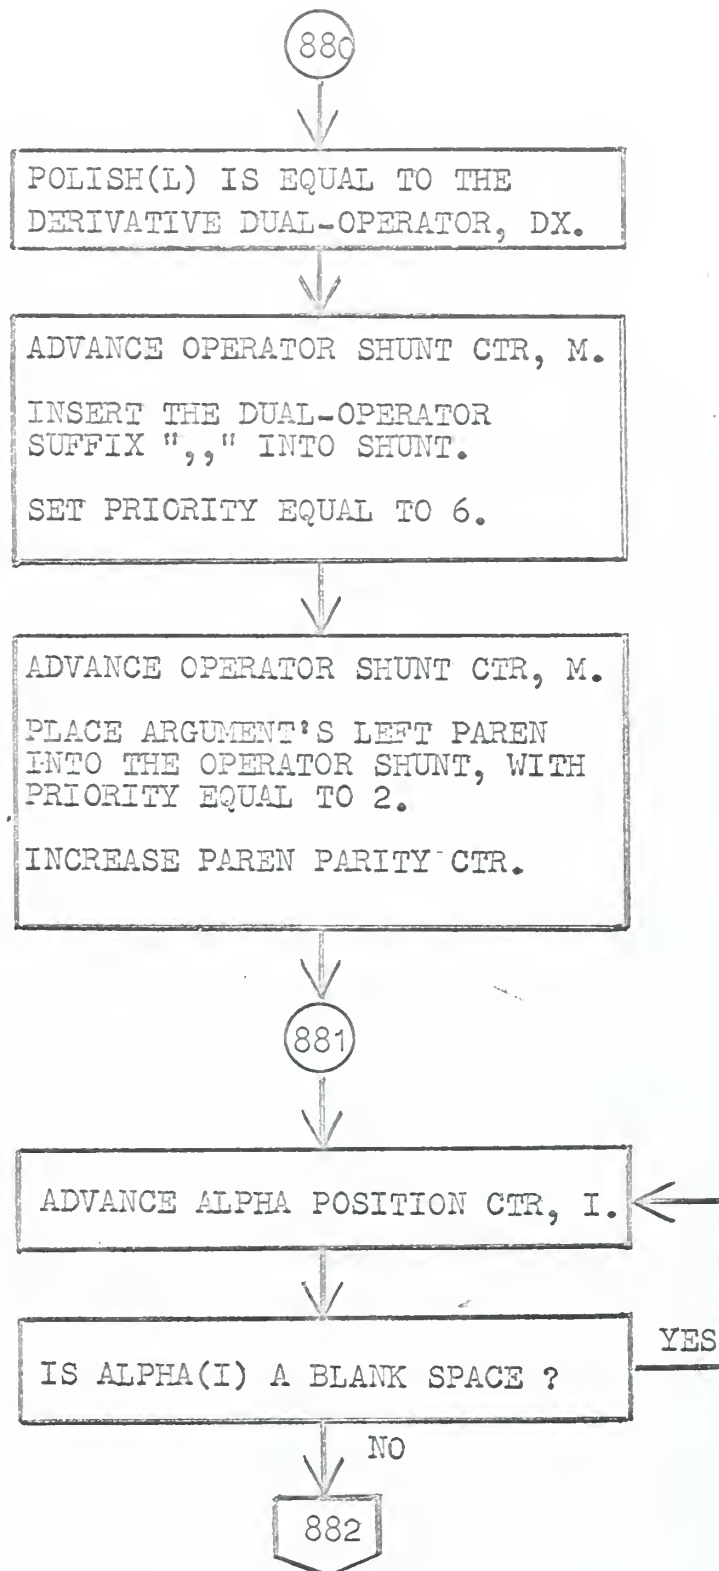 880
POLISH(L) IS EQUAL TO THE
DERIVATIVE DUAL-OPERATOR, DX.
ADVANCE OPERATOR SHUNT CTR, M.
INSERT THE DUAL-OPERATOR
SUFFIX ",," INTO SHUNT.
SET PRIORITY EQUAL TO 6.
ADVANCE OPERATOR SHUNT CTR, M.
PLACE ARGUMENT'S LEFT PAREN
INTO THE OPERATOR SHUNT, WITH
PRIORITY EQUAL TO 2.
INCREASE PAREN PARITY CTR.
881
ADVANCE ALPHA POSITION CTR, I.
IS ALPHA(I) A BLANK SPACE ?
YES
NO
882